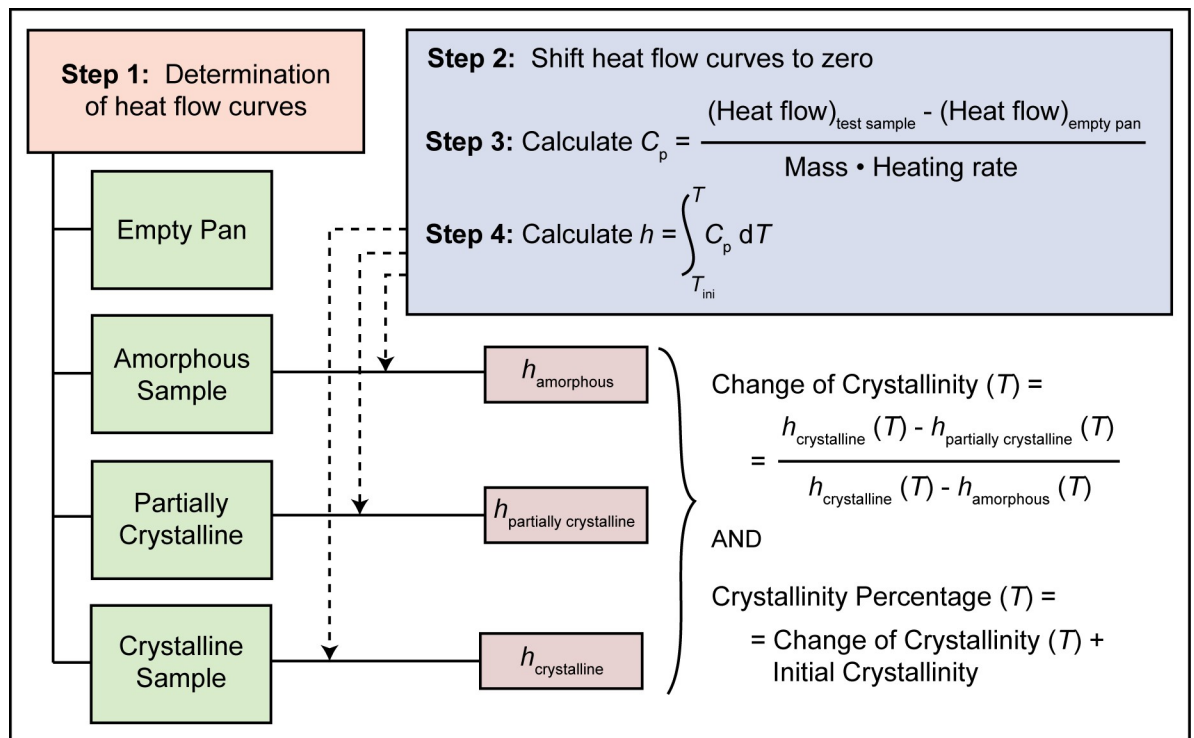 Step 1: Determination
of heat flow curves
Empty Pan
Amorphous
Sample
Partially
Crystalline
Crystalline
Sample
Step 2: Shift heat flow curves to zero
Step 3: Calculate Cp = (Heat flow)test sample - (Heat flow)empty pan
Mass • Heating rate
Step 4: Calculate h = ∫ Cp dT
T
Tini
hamorphous
hpartially crystalline
hcrystalline
Change of Crystallinity (T) =
= hcrystalline (T) - hpartially crystalline (T)
hcrystalline (T) - hamorphous (T)
AND
Crystallinity Percentage (T) =
= Change of Crystallinity (T) +
Initial Crystallinity